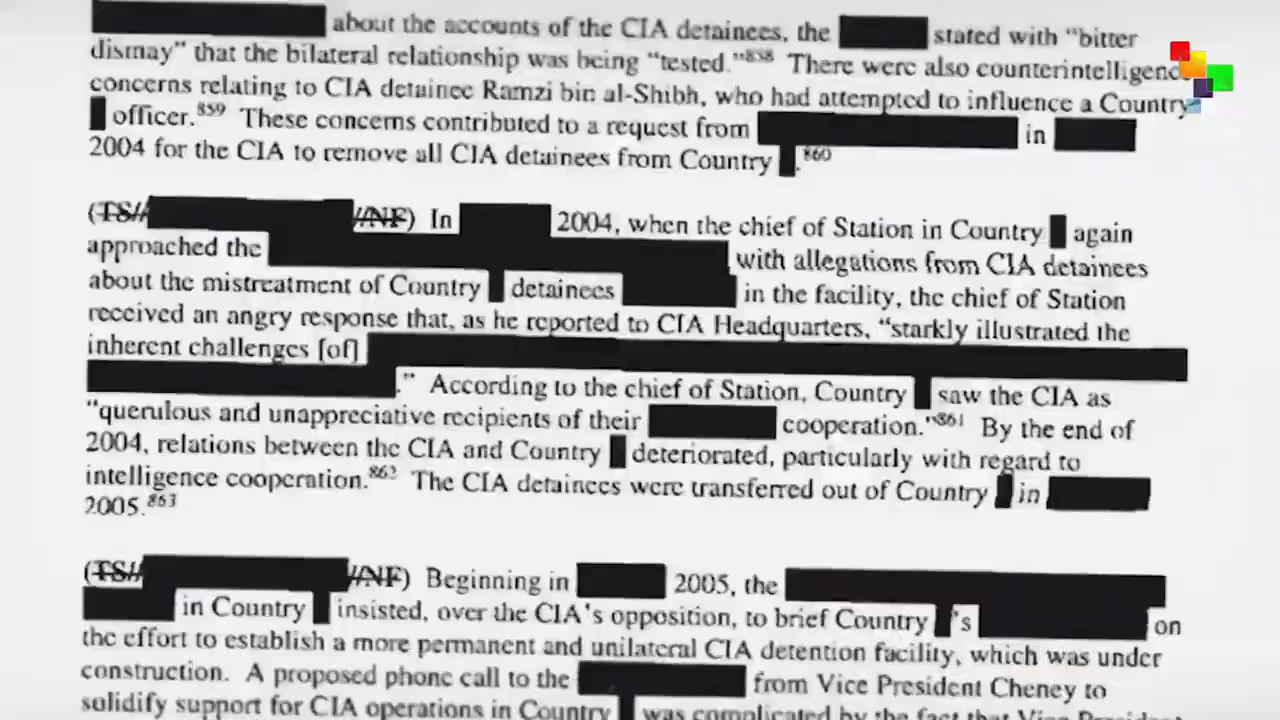 about the accounts of the CIA detainees, the stated with "bitter
dismay" that the bilateral relationship was being "tested."858 There were also counterintelligence
concerns relating to CIA detainee Ramzi bin al-Shibh, who had attempted to influence a Country
officer.859 These concerns contributed to a request from in
2004 for the CIA to remove all CIA detainees from Country .860
(TS// //NF) In 2004, when the chief of Station in Country again
approached the with allegations from CIA detainees
about the mistreatment of Country detainees in the facility, the chief of Station
received an angry response that, as he reported to CIA Headquarters, "starkly illustrated the
inherent challenges [of]
." According to the chief of Station, Country saw the CIA as
"querulous and unappreciative recipients of their cooperation."861 By the end of
2004, relations between the CIA and Country deteriorated, particularly with regard to
intelligence cooperation.862 The CIA detainees were transferred out of Country in
2005.863
(TS// //NF) Beginning in 2005, the
in Country insisted, over the CIA's opposition, to brief Country 's on
the effort to establish a more permanent and unilateral CIA detention facility, which was under
construction. A proposed phone call to the from Vice President Cheney to
solidify support for CIA operations in Country was complicated by the fact that Vice President